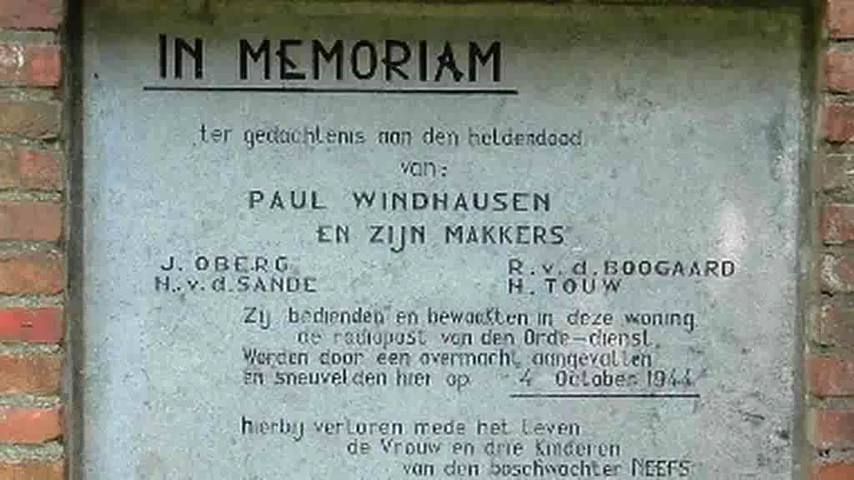 IN MEMORIAM
ter gedachtenis aan den heldendood
van:
PAUL WINDHAUSEN
EN ZIJN MAKKERS
J. OBERG R. v. d. BOOGAARD
H. v. d. SANDE H. TOUW
Zij bedienden en bewaakten in deze woning
de radiopost van den Orde-dienst.
Werden door een overmacht aangevallen
en sneuvelden hier op 4 October 1944
hierbij verloren mede het leven
de Vrouw en drie kinderen
van den boschwachter NEEFS